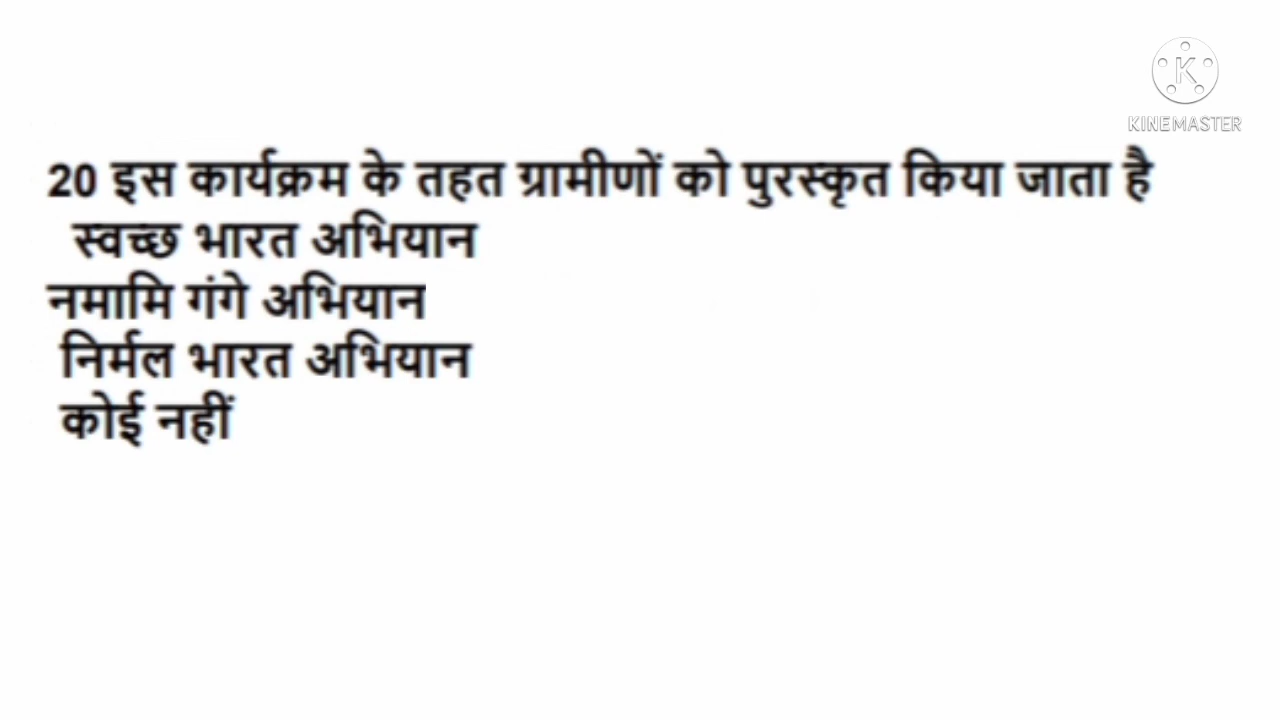 KINEMASTER
20 इस कार्यक्रम के तहत ग्रामीणों को पुरस्कृत किया जाता है
स्वच्छ भारत अभियान
नमामि गंगे अभियान
निर्मल भारत अभियान
कोई नहीं